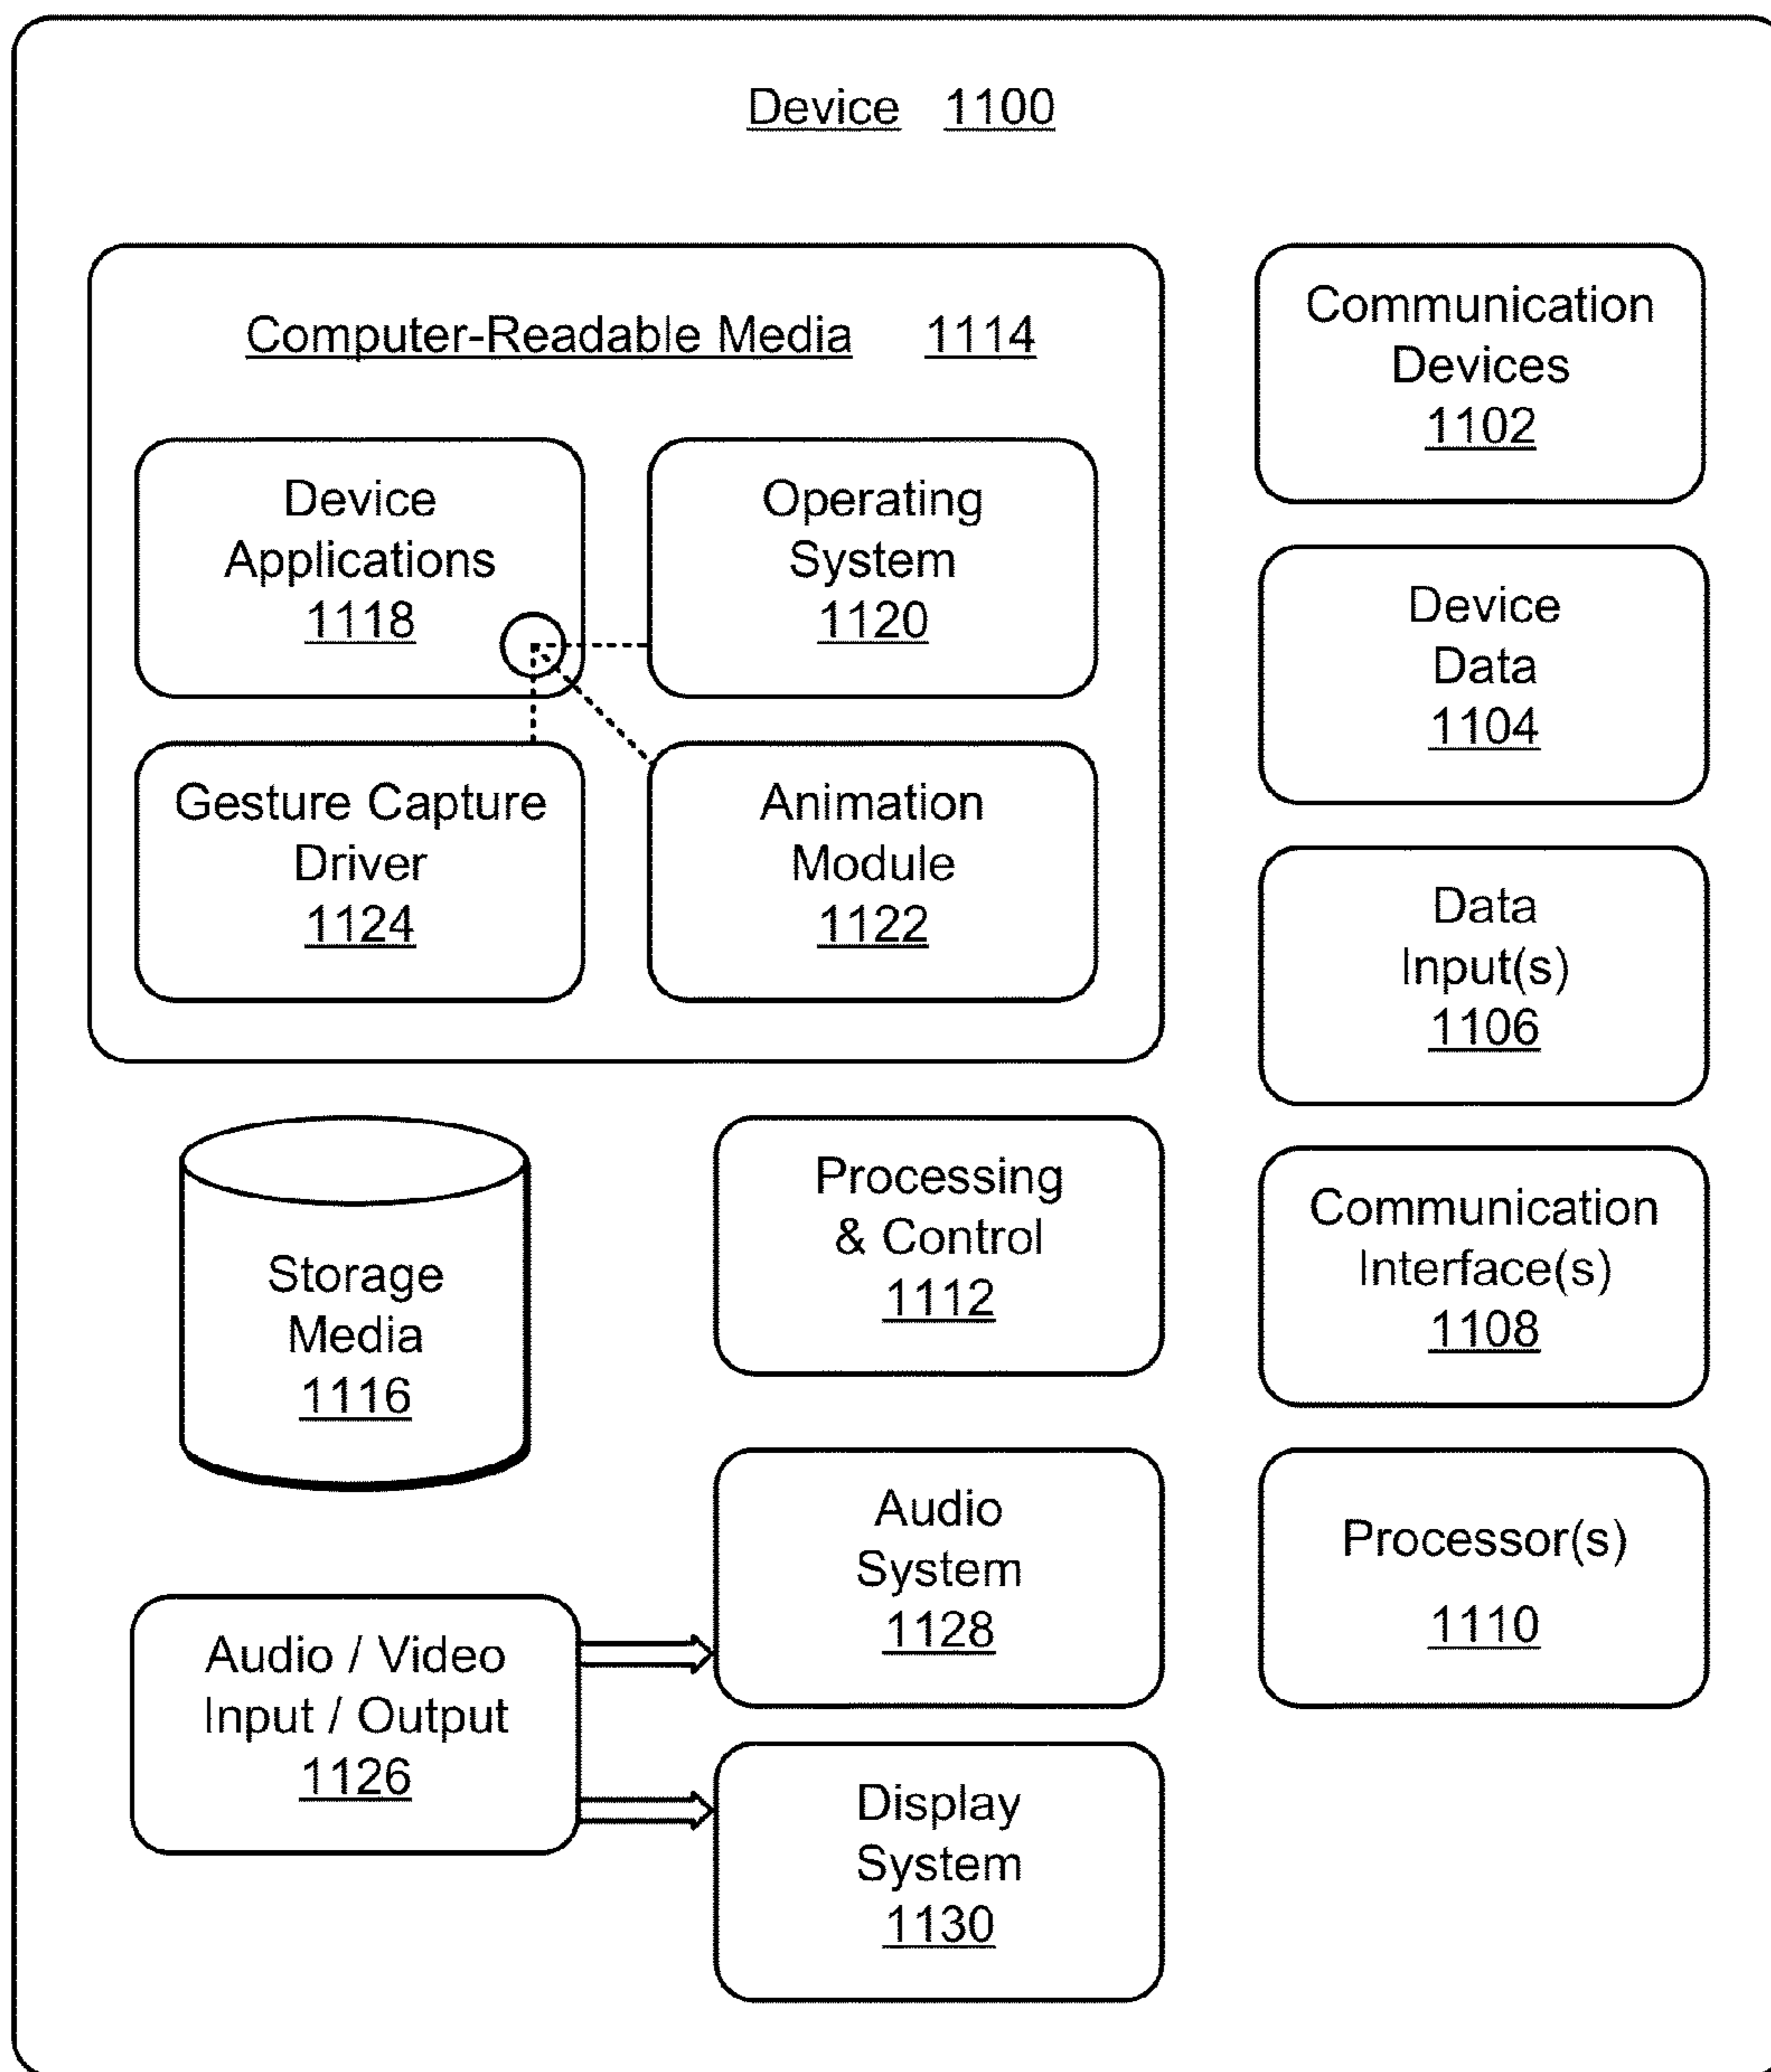 Device 1100
Computer-Readable Media 1114
Device
Applications
1118
Operating
System
1120
Gesture Capture
Driver
1124
Animation
Module
1122
Communication
Devices
1102
Device
Data
1104
Data
Input(s)
1106
Communication
Interface(s)
1108
Processor(s)
1110
Storage
Media
1116
Processing
& Control
1112
Audio
System
1128
Audio / Video
Input / Output
1126
Display
System
1130